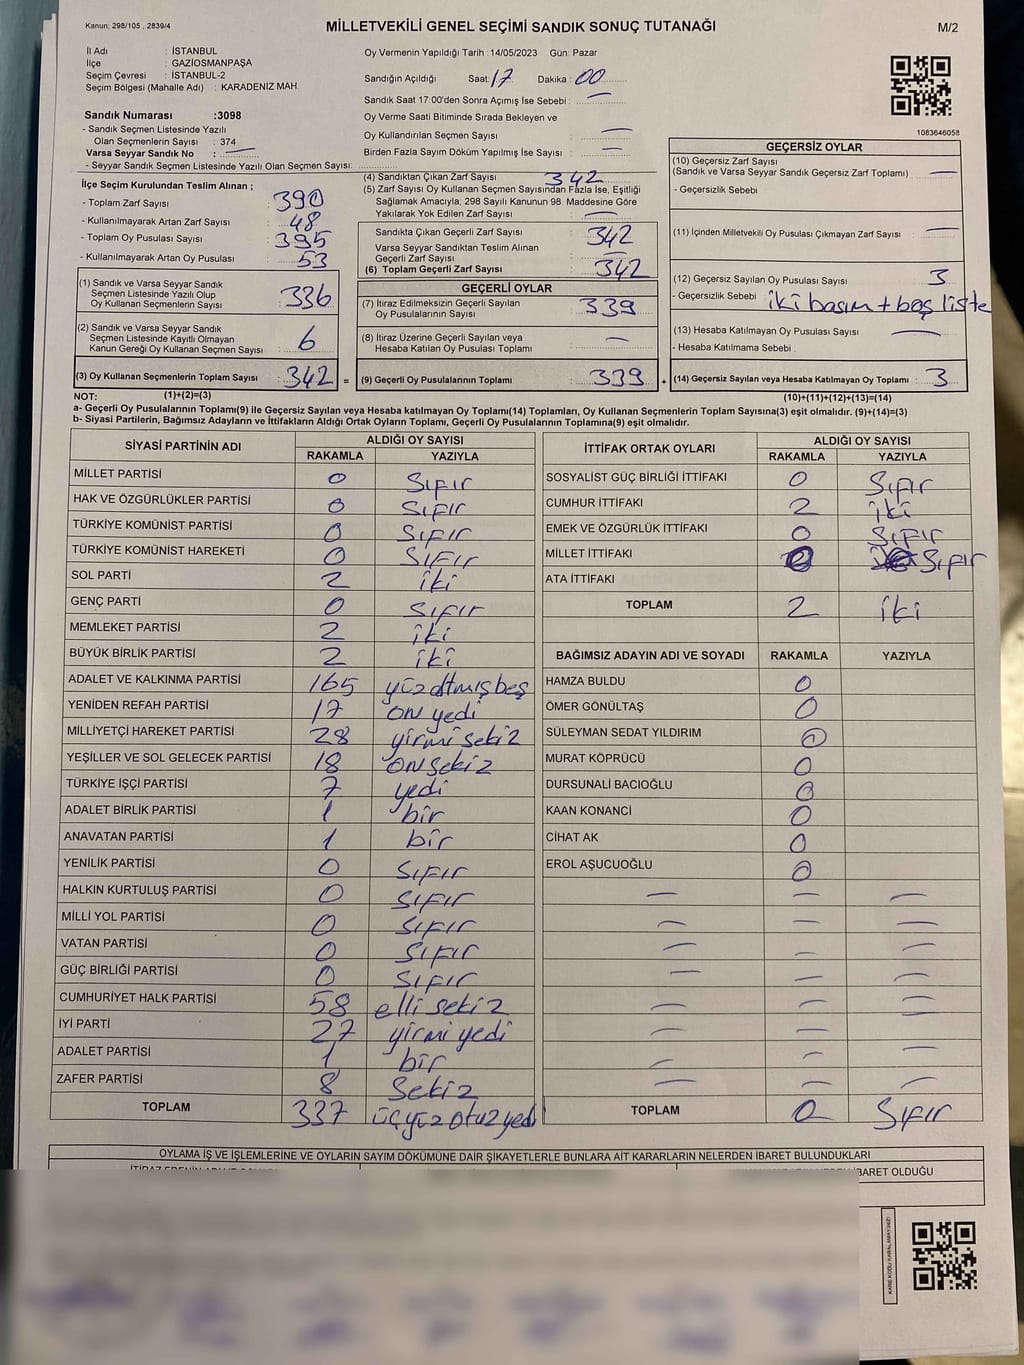 Kanun: 298/105 , 2839/4
MİLLETVEKİLİ GENEL SEÇİMİ SANDIK SONUÇ TUTANAĞI
M/2
İl Adı : İSTANBUL
İlçe : GAZİOSMANPAŞA
Seçim Çevresi : İSTANBUL-2
Seçim Bölgesi (Mahalle Adı) : KARADENİZ MAH.
Sandık Numarası :3098
- Sandık Seçmen Listesinde Yazılı
Olan Seçmenlerin Sayısı : 374
Varsa Seyyar Sandık No : —
- Seyyar Sandık Seçmen Listesinde Yazılı Olan Seçmen Sayısı:
Oy Vermenin Yapıldığı Tarih : 14/05/2023 Gün: Pazar
Sandığın Açıldığı Saat: 17 Dakika : 00
Sandık Saat 17:00'den Sonra Açımış İse Sebebi : —
Oy Verme Saati Bitiminde Sırada Bekleyen ve
Oy Kullandırılan Seçmen Sayısı : —
Birden Fazla Sayım Döküm Yapılmış İse Sayısı : —
1083646058
İlçe Seçim Kurulundan Teslim Alınan ;
- Toplam Zarf Sayısı : 390
- Kullanılmayarak Artan Zarf Sayısı : 48
- Toplam Oy Pusulası Sayısı : 395
- Kullanılmayarak Artan Oy Pusulası : 53
(1) Sandık ve Varsa Seyyar Sandık
Seçmen Listesinde Yazılı Olup
Oy Kullanan Seçmenlerin Sayısı : 336
(2) Sandık ve Varsa Seyyar Sandık
Seçmen Listesinde Kayıtlı Olmayan
Kanun Gereği Oy Kullanan Seçmen Sayısı : 6
(3) Oy Kullanan Seçmenlerin Toplam Sayısı : 342 =
(4) Sandıktan Çıkan Zarf Sayısı : 342
(5) Zarf Sayısı Oy Kullanan Seçmen Sayısından Fazla İse, Eşitliği
Sağlamak Amacıyla; 298 Sayılı Kanunun 98. Maddesine Göre
Yakılarak Yok Edilen Zarf Sayısı : —
Sandıkta Çıkan Geçerli Zarf Sayısı : 342
Varsa Seyyar Sandıktan Teslim Alınan
Geçerli Zarf Sayısı : —
(6) Toplam Geçerli Zarf Sayısı : 342
GEÇERLİ OYLAR
(7) İtiraz Edilmeksizin Geçerli Sayılan
Oy Pusulalarının Sayısı : 339
(8) İtiraz Üzerine Geçerli Sayılan veya
Hesaba Katılan Oy Pusulası Toplamı : —
(9) Geçerli Oy Pusulalarının Toplamı : 339 +
GEÇERSİZ OYLAR
(10) Geçersiz Zarf Sayısı
(Sandık ve Varsa Seyyar Sandık Geçersiz Zarf Toplamı) : —
- Geçersizlik Sebebi :
(11) İçinden Milletvekili Oy Pusulası Çıkmayan Zarf Sayısı : —
(12) Geçersiz Sayılan Oy Pusulası Sayısı : 3
- Geçersizlik Sebebi : iki basım + beş liste
(13) Hesaba Katılmayan Oy Pusulası Sayısı : —
- Hesaba Katılmama Sebebi :
(14) Geçersiz Sayılan veya Hesaba Katılmayan Oy Toplamı : 3
NOT: (1)+(2)=(3) (10)+(11)+(12)+(13)=(14)
a- Geçerli Oy Pusulalarının Toplamı(9) ile Geçersiz Sayılan veya Hesaba katılmayan Oy Toplamı(14) Toplamları, Oy Kullanan Seçmenlerin Toplam Sayısına(3) eşit olmalıdır. (9)+(14)=(3)
b- Siyasi Partilerin, Bağımsız Adayların ve İttifakların Aldığı Ortak Oyların Toplamı, Geçerli Oy Pusulalarının Toplamına(9) eşit olmalıdır.
SİYASİ PARTİNİN ADI ALDIĞI OY SAYISI
RAKAMLA YAZIYLA
MİLLET PARTİSİ 0 Sıfır
HAK VE ÖZGÜRLÜKLER PARTİSİ 0 Sıfır
TÜRKİYE KOMÜNİST PARTİSİ 0 Sıfır
TÜRKİYE KOMÜNİST HAREKETİ 0 Sıfır
SOL PARTİ 2 iki
GENÇ PARTİ 0 Sıfır
MEMLEKET PARTİSİ 2 iki
BÜYÜK BİRLİK PARTİSİ 2 iki
ADALET VE KALKINMA PARTİSİ 165 yüzatmışbeş
YENİDEN REFAH PARTİSİ 17 on yedi
MİLLİYETÇİ HAREKET PARTİSİ 28 yirmi sekiz
YEŞİLLER VE SOL GELECEK PARTİSİ 18 on sekiz
TÜRKİYE İŞÇİ PARTİSİ 7 yedi
ADALET BİRLİK PARTİSİ 1 bir
ANAVATAN PARTİSİ 1 bir
YENİLİK PARTİSİ 0 Sıfır
HALKIN KURTULUŞ PARTİSİ 0 Sıfır
MİLLİ YOL PARTİSİ 0 Sıfır
VATAN PARTİSİ 0 Sıfır
GÜÇ BİRLİĞİ PARTİSİ 0 Sıfır
CUMHURİYET HALK PARTİSİ 58 elli sekiz
İYİ PARTİ 27 yirmi yedi
ADALET PARTİSİ 1 bir
ZAFER PARTİSİ 8 Sekiz
TOPLAM 337 üçyüz otuz yedi
İTTİFAK ORTAK OYLARI ALDIĞI OY SAYISI
RAKAMLA YAZIYLA
SOSYALİST GÜÇ BİRLİĞİ İTTİFAKI 0 Sıfır
CUMHUR İTTİFAKI 2 iki
EMEK VE ÖZGÜRLÜK İTTİFAKI 0 Sıfır
MİLLET İTTİFAKI 0 Sıfır
ATA İTTİFAKI
TOPLAM 2 iki
BAĞIMSIZ ADAYIN ADI VE SOYADI RAKAMLA YAZIYLA
HAMZA BULDU 0
ÖMER GÖNÜLTAŞ 0
SÜLEYMAN SEDAT YILDIRIM 0
MURAT KÖPRÜCÜ 0
DURSUNALİ BACIOĞLU 0
KAAN KONANCİ 0
CİHAT AK 0
EROL AŞUCUOĞLU 0
— — —
— — —
— — —
— — —
— — —
— — —
— — —
— — —
TOPLAM 0 Sıfır
OYLAMA İŞ VE İŞLEMLERİNE VE OYLARIN SAYIM DÖKÜMÜNE DAİR ŞİKAYETLERLE BUNLARA AİT KARARLARIN NELERDEN İBARET BULUNDUKLARI
İBARET OLDUĞU